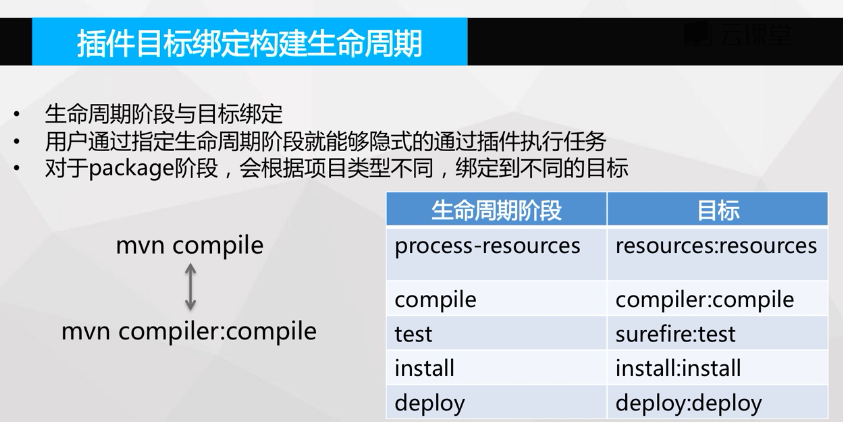 插件目标绑定构建生命周期
云课堂
• 生命周期阶段与目标绑定
• 用户通过指定生命周期阶段就能够隐式的通过插件执行任务
• 对于package阶段，会根据项目类型不同，绑定到不同的目标
mvn compile
mvn compiler:compile
生命周期阶段 目标
process-resources resources:resources
compile compiler:compile
test surefire:test
install install:install
deploy deploy:deploy